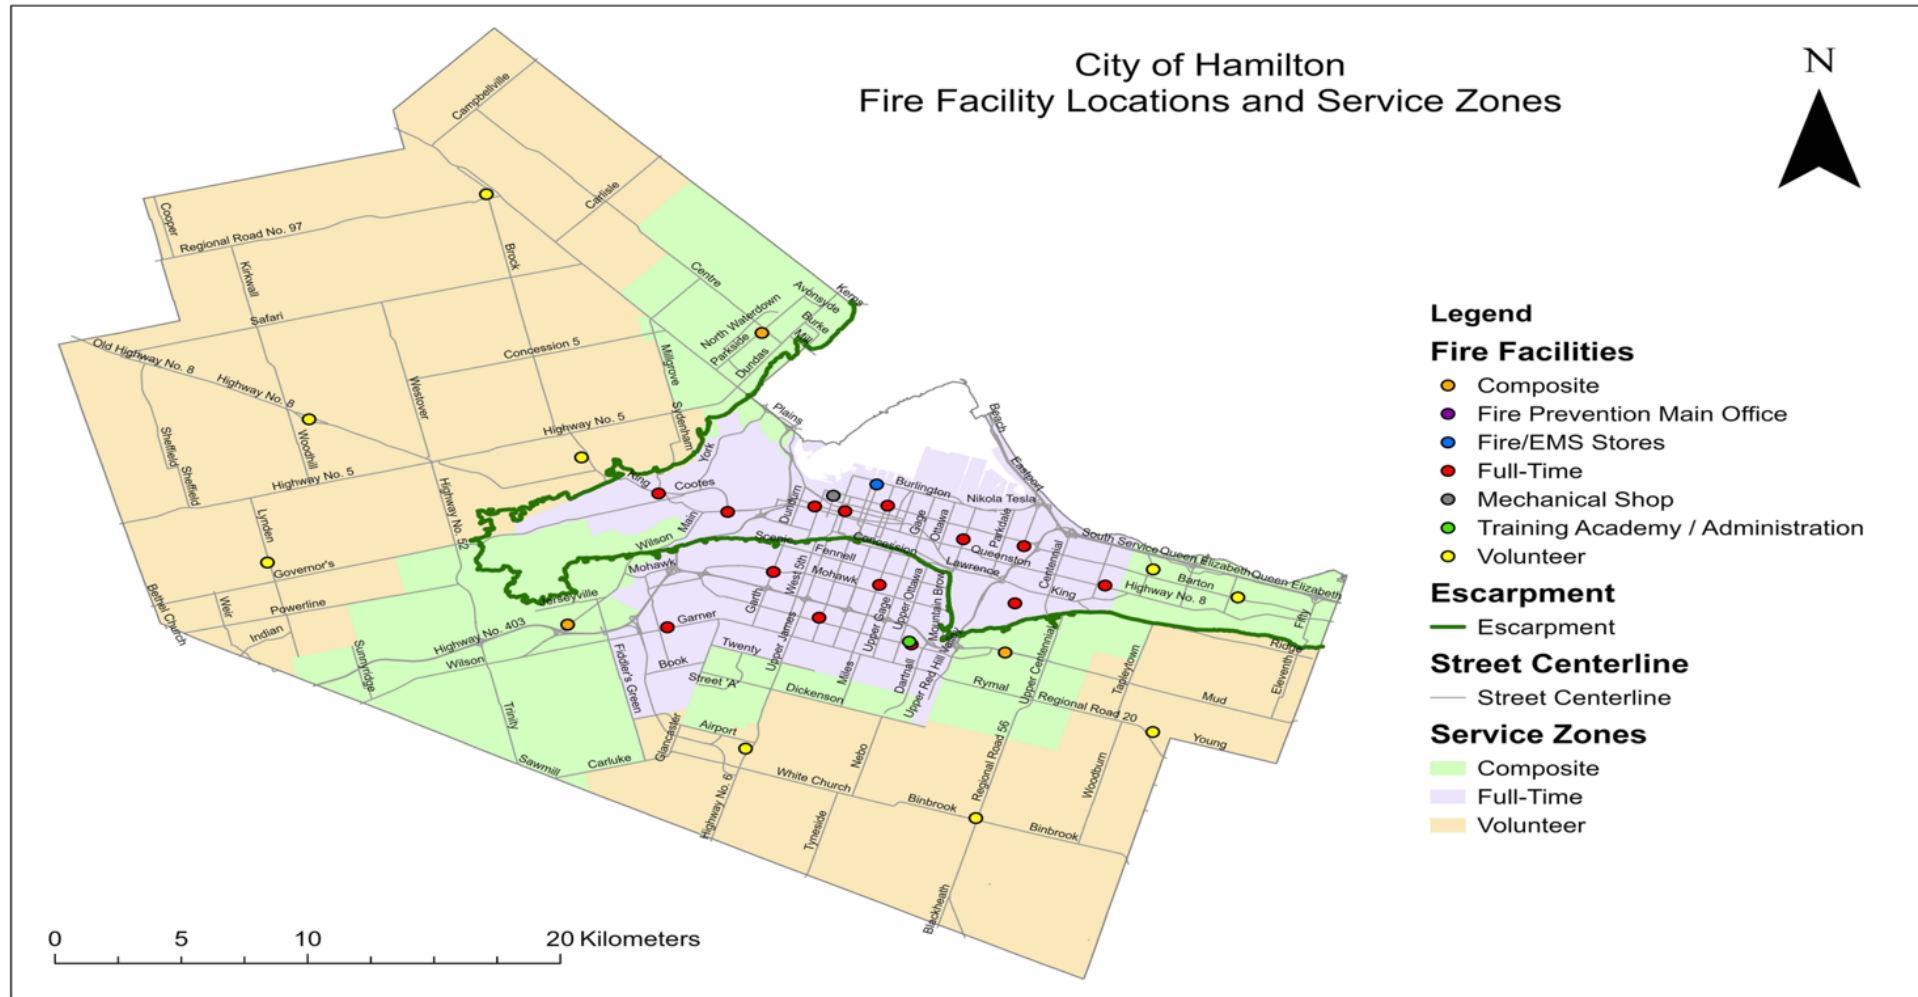 City of Hamilton
Fire Facility Locations and Service Zones
N
Campbellville
Carlisle
Cooper
Regional Road No. 97
Kirkwall
Brock
Centre
Avonsyde
Kerns
North Waterdown
Burke
Parkside
Mill
Dundas
Safari
Concession 5
Millgrove
Old Highway No. 8
Highway No. 8
Westover
Sydenham
Plains
Beach
Highway No. 5
Sheffield
Sheffield
Woodhill
Highway No. 5
York
King
Cootes
Eastport
Burlington
Nikola Tesla
Highway No. 52
Lynden
Main
Dundurn
Gage
Ottawa
Parkdale
Wilson
Scenic
Concession
Queenston
South Service
Queen Elizabeth
Queen Elizabeth
Fennell
Lawrence
Centennial
Barton
Governor's
Mohawk
West 5th
Mohawk
King
Highway No. 8
Bethel Church
Weir
Powerline
Jerseyville
Garth
Upper Ottawa
Mountain Brow
Fifty
Indian
Highway No. 403
Garner
Upper James
Upper Gage
Sunnyridge
Wilson
Fiddler's Green
Book
Twenty
Miles
Dartnall
Upper Red Hill Valley
Upper Centennial
Tapleytown
Ridge
Eleventh
Street 'A'
Dickenson
Rymal
Regional Road 20
Mud
Trinity
Airport
Glancaster
Young
Sawmill
Carluke
Nebo
Regional Road 56
Woodburn
White Church
Highway No. 6
Tyneside
Binbrook
Binbrook
Blackheath
0 5 10 20 Kilometers
Legend
Fire Facilities
Composite
Fire Prevention Main Office
Fire/EMS Stores
Full-Time
Mechanical Shop
Training Academy / Administration
Volunteer
Escarpment
Escarpment
Street Centerline
Street Centerline
Service Zones
Composite
Full-Time
Volunteer